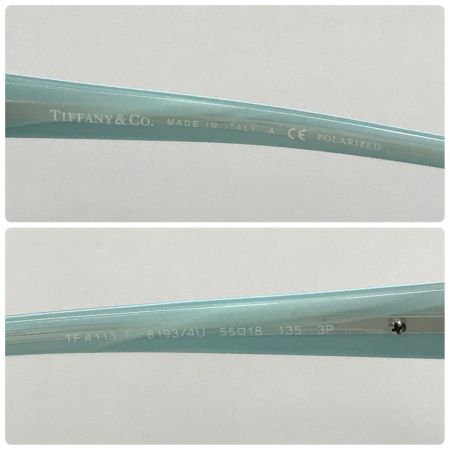 TIFFANY & CO. MADE IN ITALY A CE POLARIZED
TF4113-F 8193/4U 56□18 135 3P